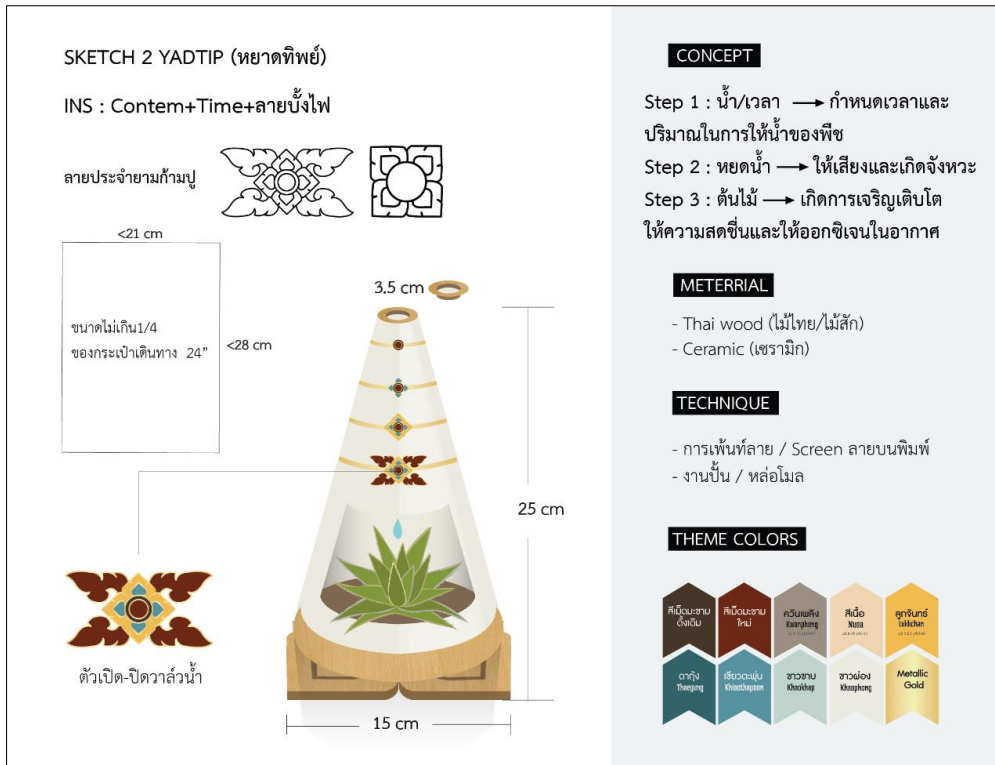 SKETCH 2 YADTIP (หยาดทิพย์)
INS : Contem+Time+ลายบั้งไฟ
ลายประจำยามก้ามปู
<21 cm
ขนาดไม่เกิน1/4
ของกระเป๋าเดินทาง 24”
<28 cm
3.5 cm
25 cm
15 cm
ตัวเปิด-ปิดวาล์วน้ำ
CONCEPT
Step 1 : น้ำ/เวลา → กำหนดเวลาและ
ปริมาณในการให้น้ำของพืช
Step 2 : หยดน้ำ → ให้เสียงและเกิดจังหวะ
Step 3 : ต้นไม้ → เกิดการเจริญเติบโต
ให้ความสดชื่นและให้ออกซิเจนในอากาศ
METERRIAL
- Thai wood (ไม้ไทย/ไม้สัก)
- Ceramic (เซรามิก)
TECHNIQUE
- การเพ้นท์ลาย / Screen ลายบนพิมพ์
- งานปั้น / หล่อโมล
THEME COLORS
สีเม็ดมะขาม
ดั้งเดิม
สีเม็ดมะขาม
ใหม่
ควันเพลิง
Kwanpleng
สีเนื้อ
Nuea
ลูกจันทร์
Lukkchan
ตากุ้ง
Thaegung
เขียวตะพุ่น
Khiaothapoon
ขาวขาบ
Khaokhap
ขาวผ่อง
Khaophong
Metallic
Gold